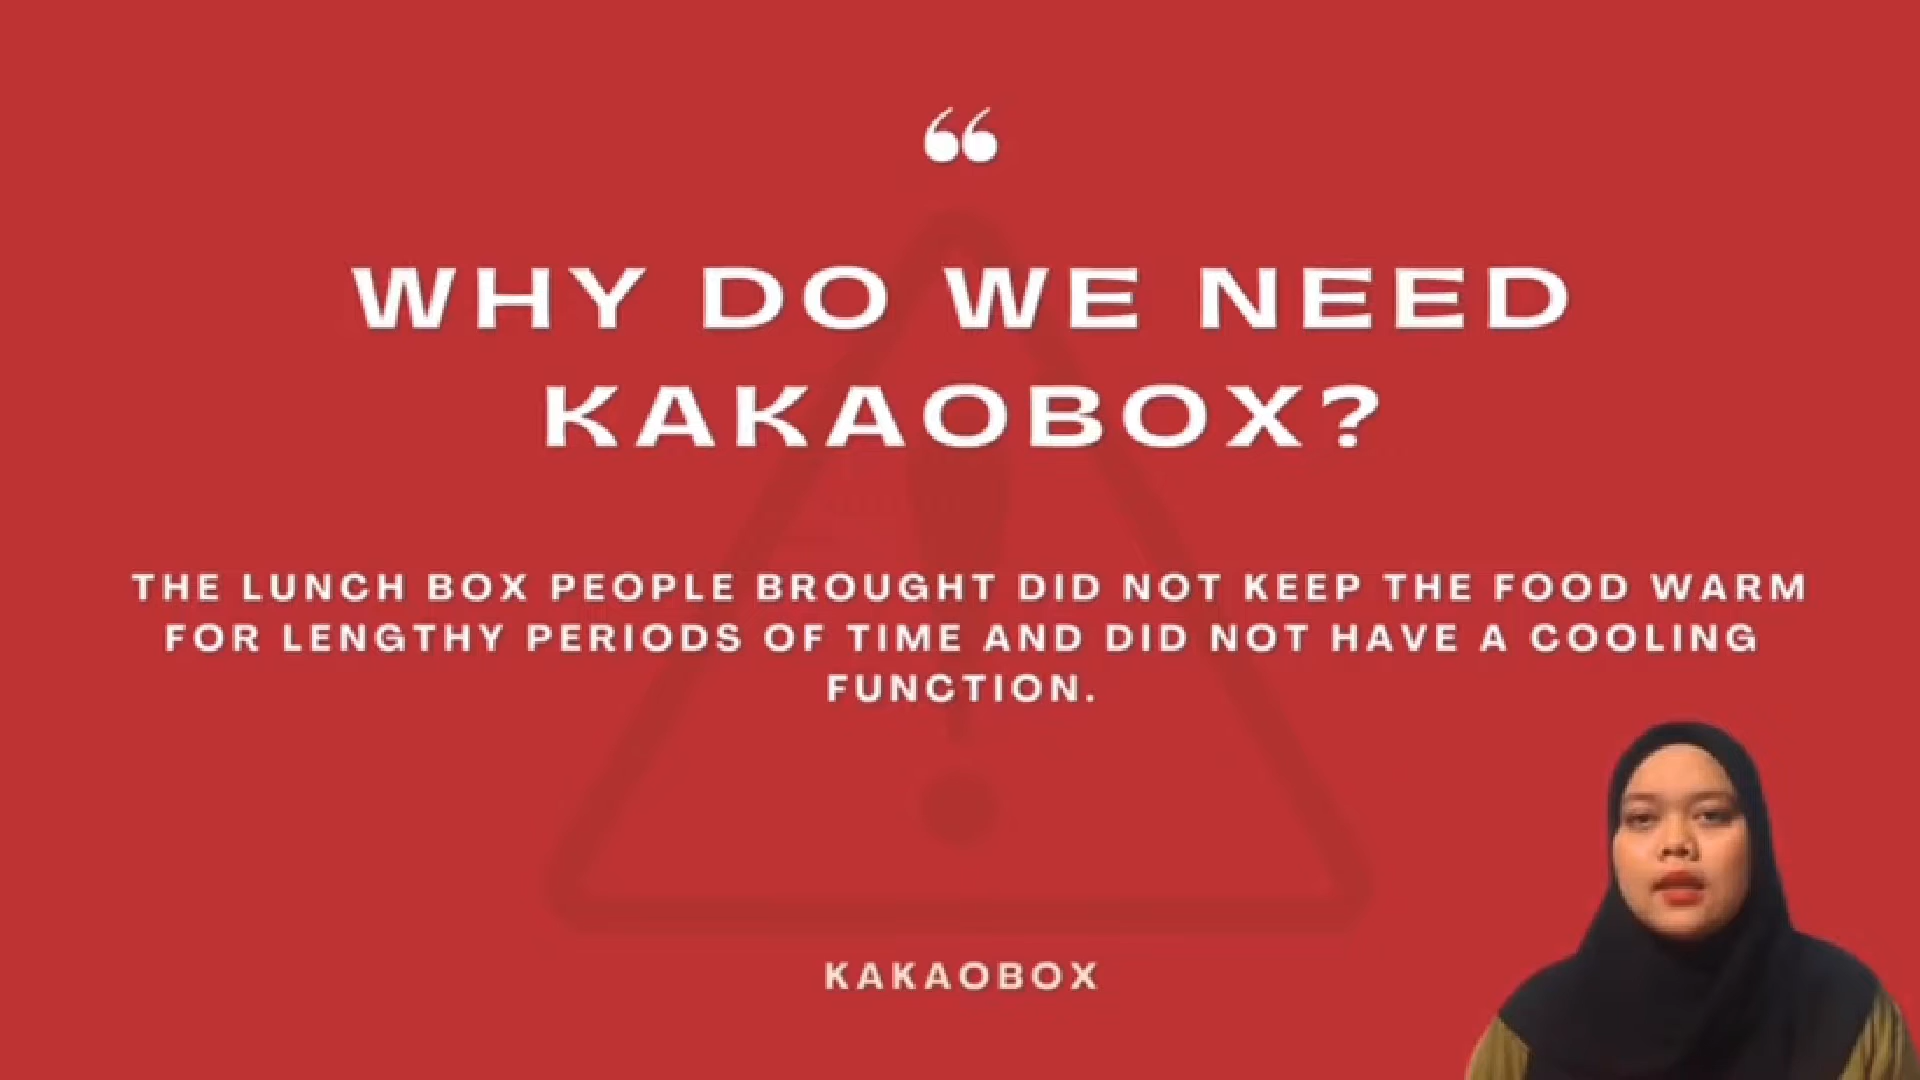 “
WHY DO WE NEED
KAKAOBOX?
THE LUNCH BOX PEOPLE BROUGHT DID NOT KEEP THE FOOD WARM
FOR LENGTHY PERIODS OF TIME AND DID NOT HAVE A COOLING
FUNCTION.
KAKAOBOX